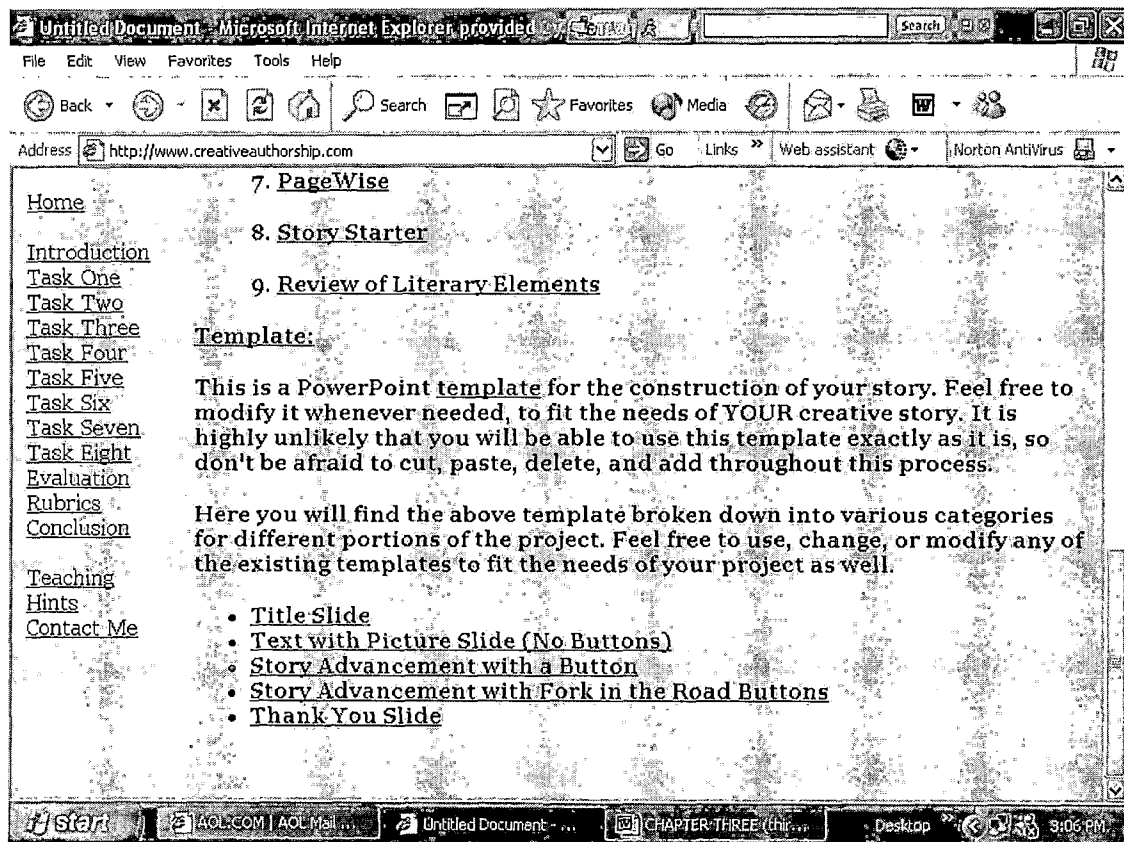 Untitled Document - Microsoft Internet Explorer provided by
Search
File Edit View Favorites Tools Help
Back Search Favorites Media
Address http://www.creativeauthorship.com Go Links » Web assistant Norton AntiVirus
Home
Introduction
Task One
Task Two
Task Three
Task Four
Task Five
Task Six
Task Seven
Task Eight
Evaluation
Rubrics
Conclusion
Teaching
Hints
Contact Me
7. PageWise
8. Story Starter
9. Review of Literary Elements
Template:
This is a PowerPoint template for the construction of your story. Feel free to
modify it whenever needed, to fit the needs of YOUR creative story. It is
highly unlikely that you will be able to use this template exactly as it is, so
don't be afraid to cut, paste, delete, and add throughout this process.
Here you will find the above template broken down into various categories
for different portions of the project. Feel free to use, change, or modify any of
the existing templates to fit the needs of your project as well.
• Title Slide
• Text with Picture Slide (No Buttons)
• Story Advancement with a Button
• Story Advancement with Fork in the Road Buttons
• Thank You Slide
start AOL.COM | AOL Mail ... Untitled Document - ... CHAPTER THREE (thir... Desktop » 3:06 PM